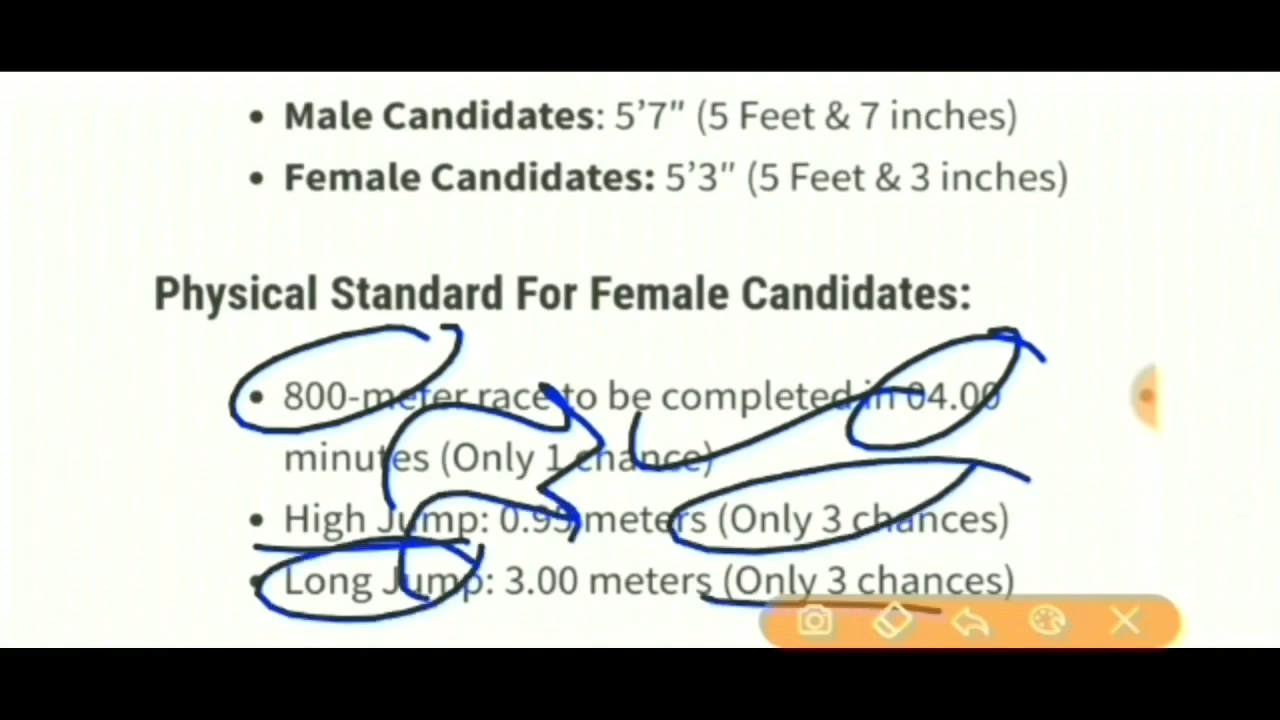 • Male Candidates: 5’7″ (5 Feet & 7 inches)
• Female Candidates: 5’3″ (5 Feet & 3 inches)
Physical Standard For Female Candidates:
• 800-meter race to be completed in 04.00
minutes (Only 1 chance)
• High Jump: 0.95 meters (Only 3 chances)
• Long Jump: 3.00 meters (Only 3 chances)